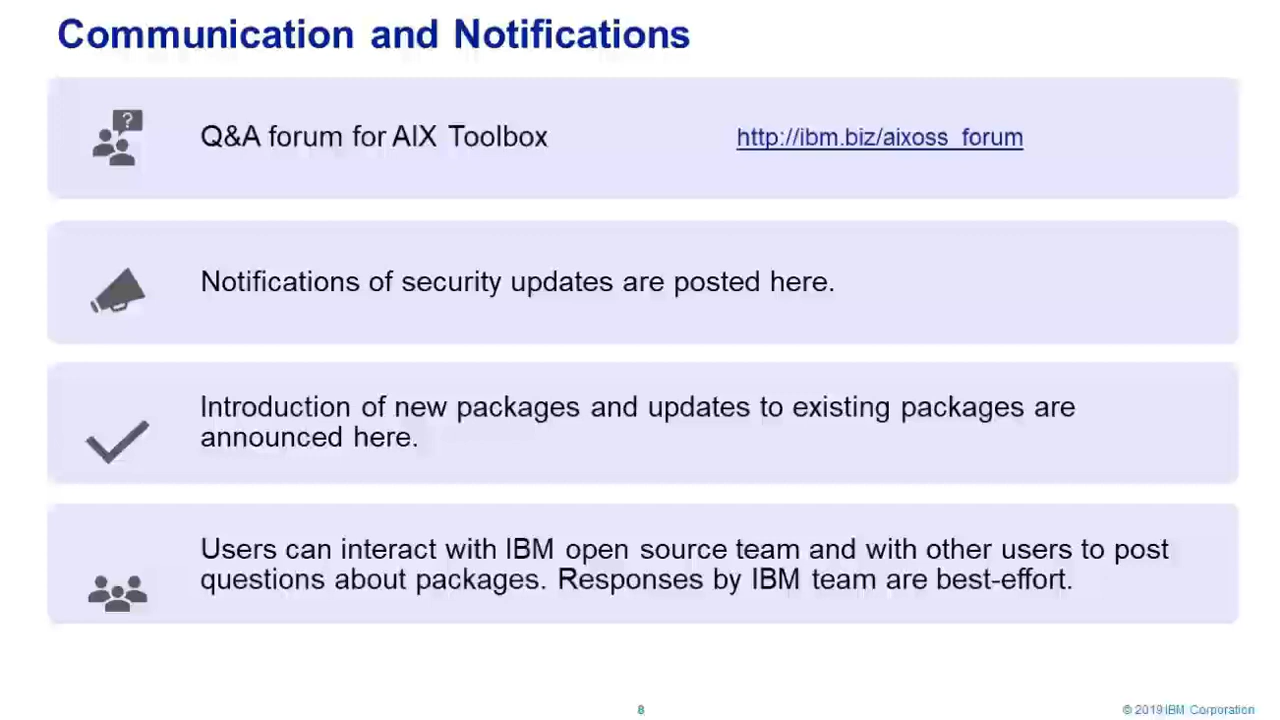 Communication and Notifications
?
Q&A forum for AIX Toolbox
http://ibm.biz/aixoss_forum
Notifications of security updates are posted here.
Introduction of new packages and updates to existing packages are
announced here.
Users can interact with IBM open source team and with other users to post
questions about packages. Responses by IBM team are best-effort.
8
© 2019 IBM Corporation